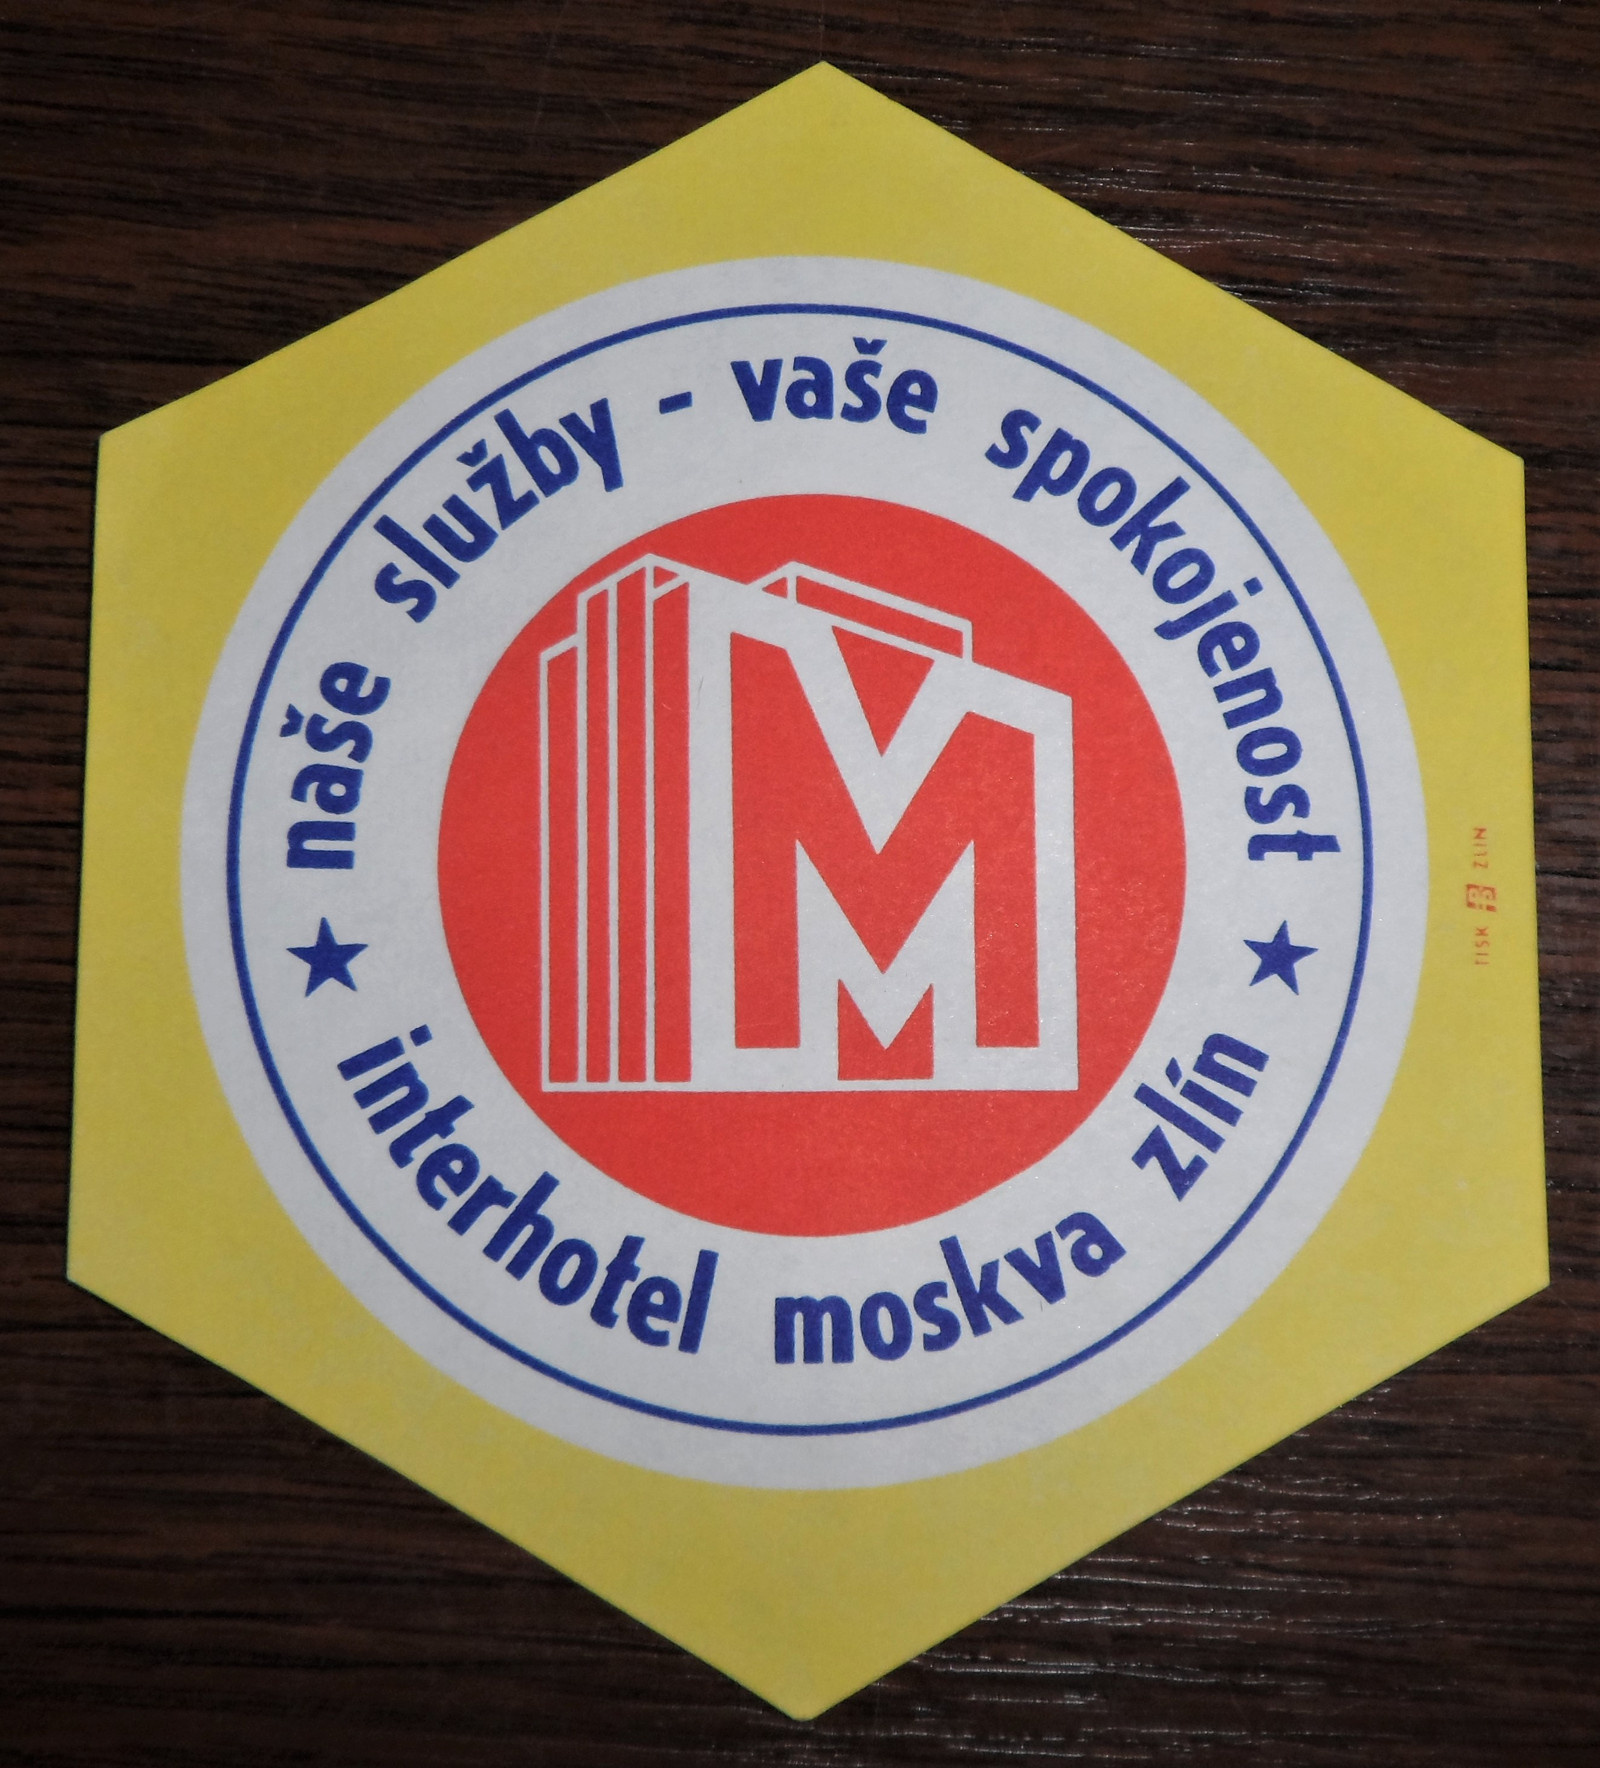 naše služby - vaše spokojenost
M
★ interhotel moskva zlín ★
TISK B ZLÍN